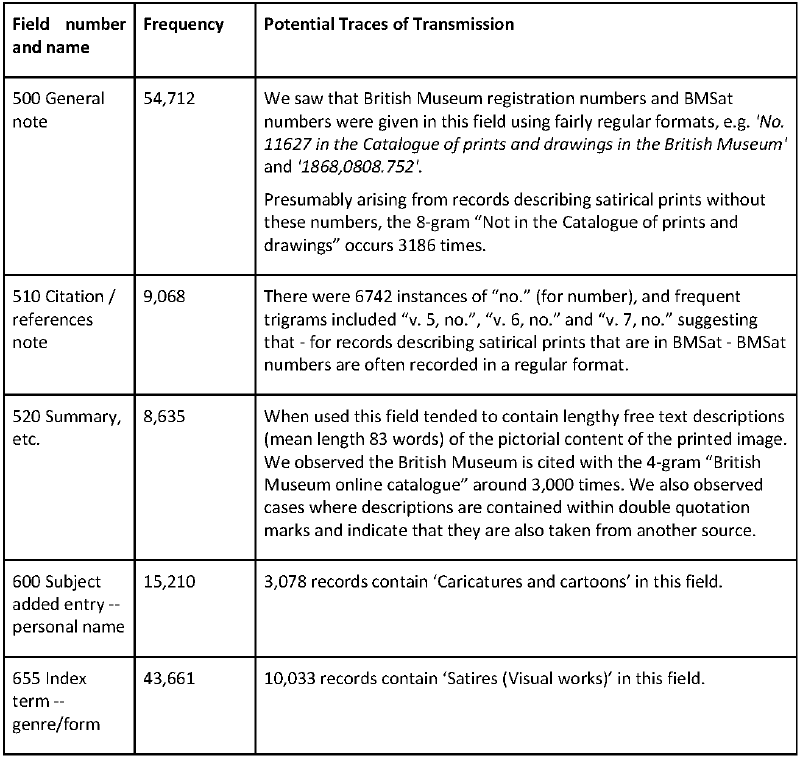 Field number and name	Frequency	Potential Traces of Transmission
500 General note	54,712	We saw that British Museum registration numbers and BMSat
numbers were given in this field using fairly regular formats, e.g. 'No.
11627 in the Catalogue of prints and drawings in the British Museum'
and '1868,0808.752'.
Presumably arising from records describing satirical prints without
these numbers, the 8-gram “Not in the Catalogue of prints and
drawings” occurs 3186 times.
510 Citation / references note	9,068	There were 6742 instances of “no.” (for number), and frequent
trigrams included “v. 5, no.”, “v. 6, no.” and “v. 7, no.” suggesting
that - for records describing satirical prints that are in BMSat - BMSat
numbers are often recorded in a regular format.
520 Summary, etc.	8,635	When used this field tended to contain lengthy free text descriptions
(mean length 83 words) of the pictorial content of the printed image.
We observed the British Museum is cited with the 4-gram “British
Museum online catalogue” around 3,000 times. We also observed
cases where descriptions are contained within double quotation
marks and indicate that they are also taken from another source.
600 Subject added entry -- personal name	15,210	3,078 records contain ‘Caricatures and cartoons’ in this field.
655 Index term -- genre/form	43,661	10,033 records contain ‘Satires (Visual works)’ in this field.